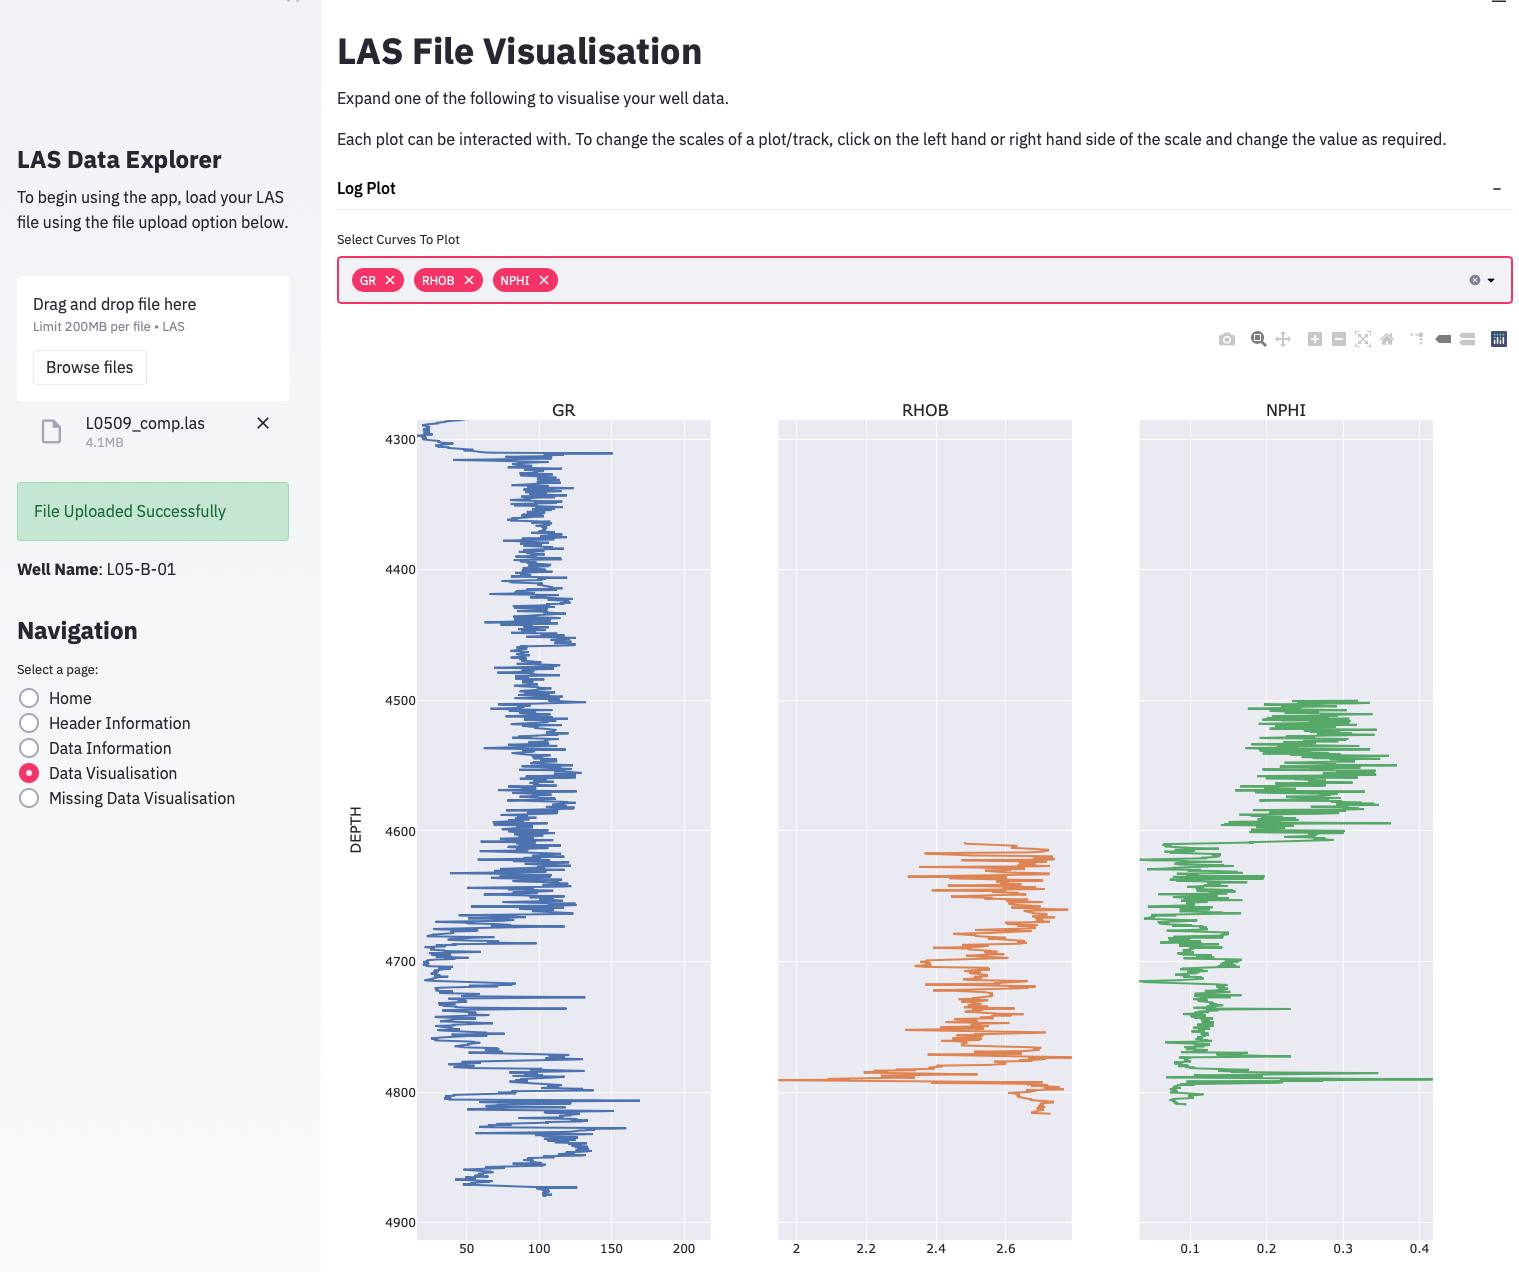 LAS Data Explorer
To begin using the app, load your LAS
file using the file upload option below.
Drag and drop file here
Limit 200MB per file • LAS
Browse files
L0509_comp.las
4.1MB
File Uploaded Successfully
Well Name: L05-B-01
Navigation
Select a page:
Home
Header Information
Data Information
Data Visualisation
Missing Data Visualisation
LAS File Visualisation
Expand one of the following to visualise your well data.
Each plot can be interacted with. To change the scales of a plot/track, click on the left hand or right hand side of the scale and change the value as required.
Log Plot
Select Curves To Plot
GR RHOB NPHI
GR RHOB NPHI
DEPTH
4300
4400
4500
4600
4700
4800
4900
50 100 150 200
2 2.2 2.4 2.6
0.1 0.2 0.3 0.4